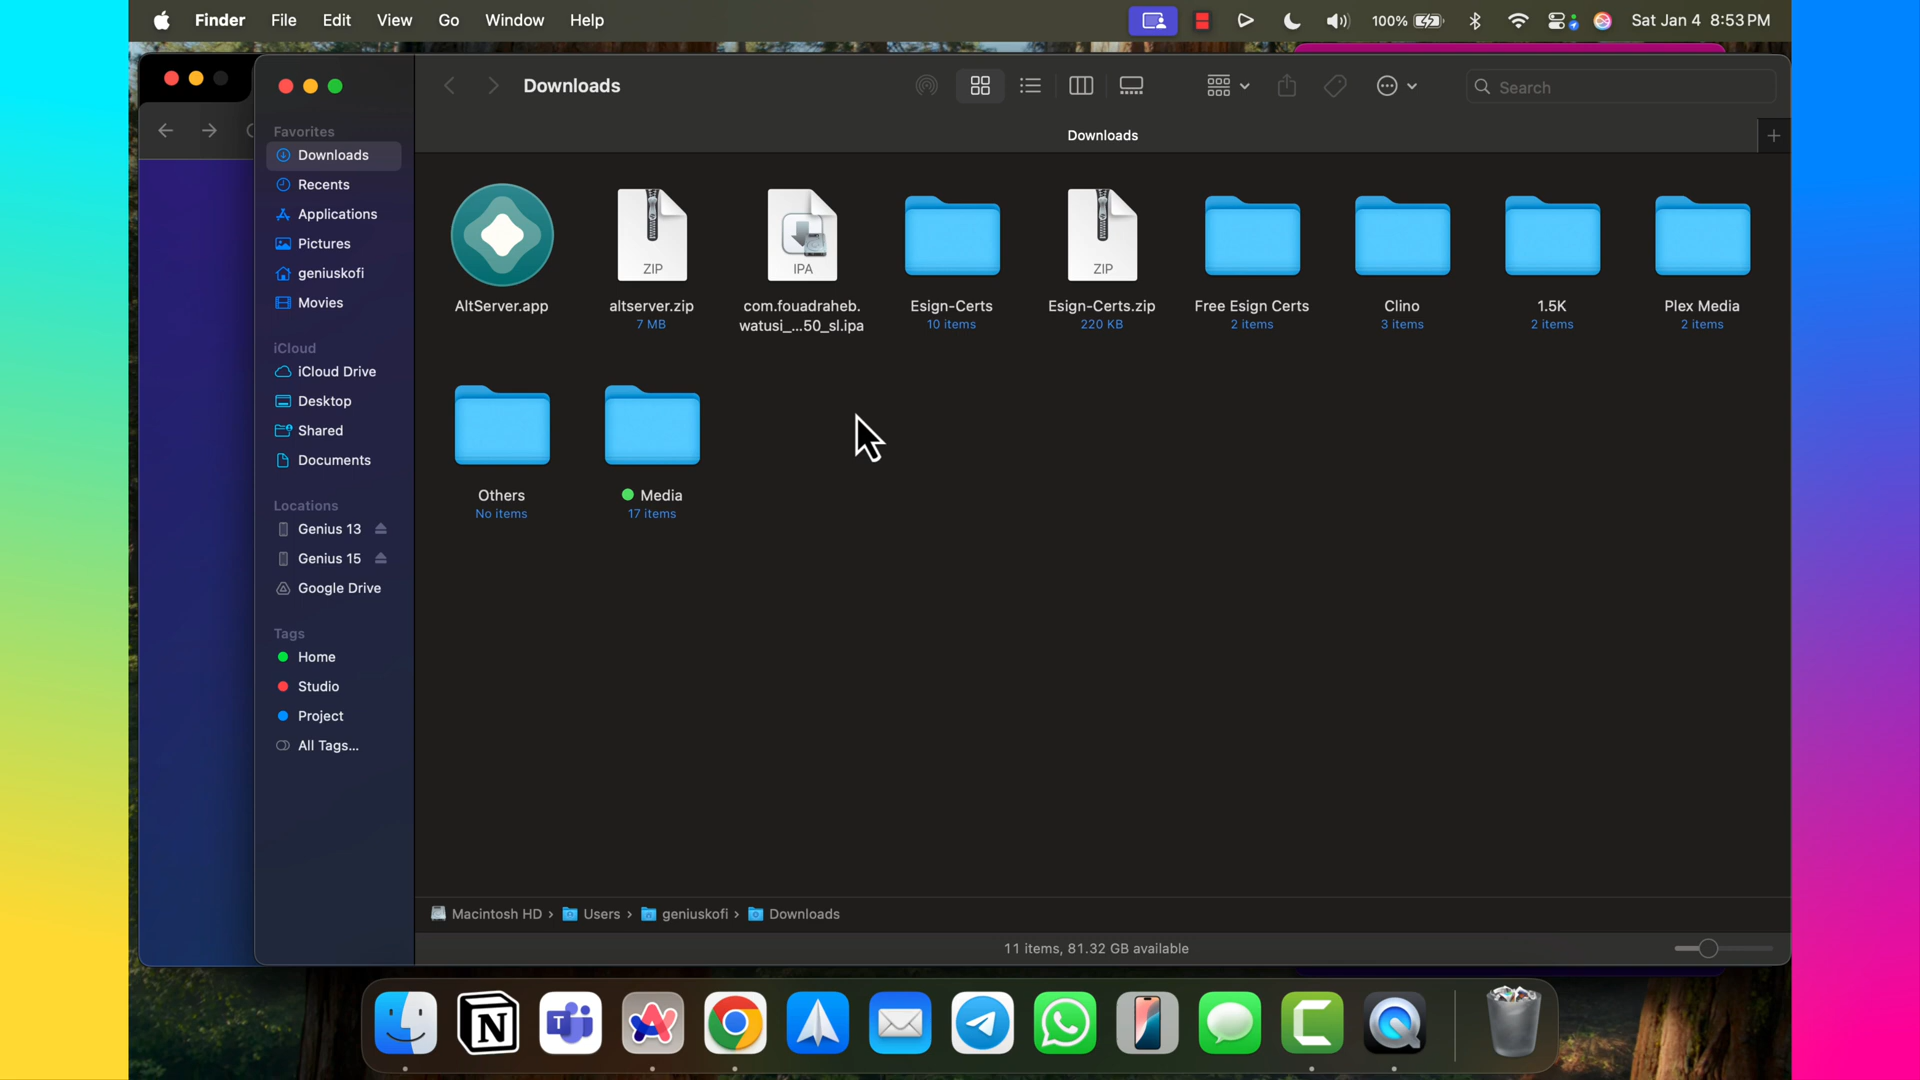 Finder File Edit View Go Window Help 100% Sat Jan 4 8:53 PM
Downloads Search
Downloads
Favorites
Downloads
Recents
Applications
Pictures
geniuskofi
Movies
iCloud
iCloud Drive
Desktop
Shared
Documents
Locations
Genius 13
Genius 15
Google Drive
Tags
Home
Studio
Project
All Tags...
ZIP IPA ZIP
AltServer.app altserver.zip com.fouadraheb. Esign-Certs Esign-Certs.zip Free Esign Certs Clino 1.5K Plex Media
7 MB watusi_...50_sl.ipa 10 items 220 KB 2 items 3 items 2 items 2 items
Others Media
No items 17 items
Macintosh HD › Users › geniuskofi › Downloads
11 items, 81.32 GB available